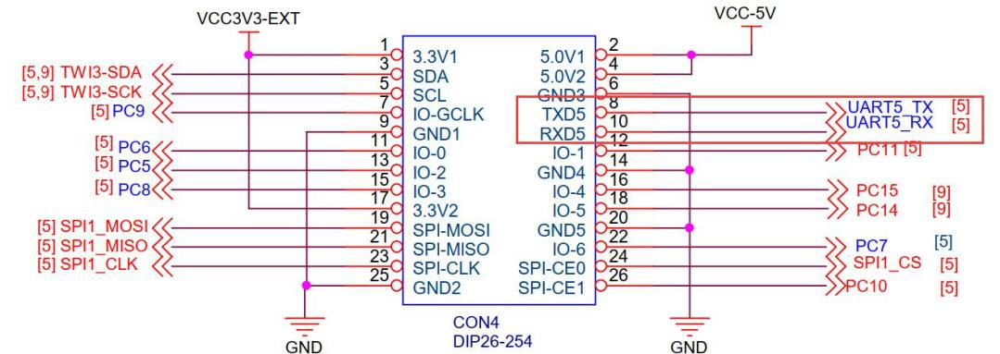 VCC3V3-EXT VCC-5V
1 3.3V1 5.0V1 2
[5,9] TWI3-SDA 3 SDA 5.0V2 4
[5,9] TWI3-SCK 5 SCL GND3 6
[5] PC9 7 IO-GCLK TXD5 8 UART5_TX [5]
9 GND1 RXD5 10 UART5_RX [5]
[5] PC6 11 IO-0 IO-1 12 PC11 [5]
[5] PC5 13 IO-2 GND4 14
[5] PC8 15 IO-3 IO-4 16 PC15 [9]
17 3.3V2 IO-5 18 PC14 [9]
[5] SPI1_MOSI 19 SPI-MOSI GND5 20
[5] SPI1_MISO 21 SPI-MISO IO-6 22 PC7 [5]
[5] SPI1_CLK 23 SPI-CLK SPI-CE0 24 SPI1_CS [5]
25 GND2 SPI-CE1 26 PC10 [5]
CON4
DIP26-254
GND GND